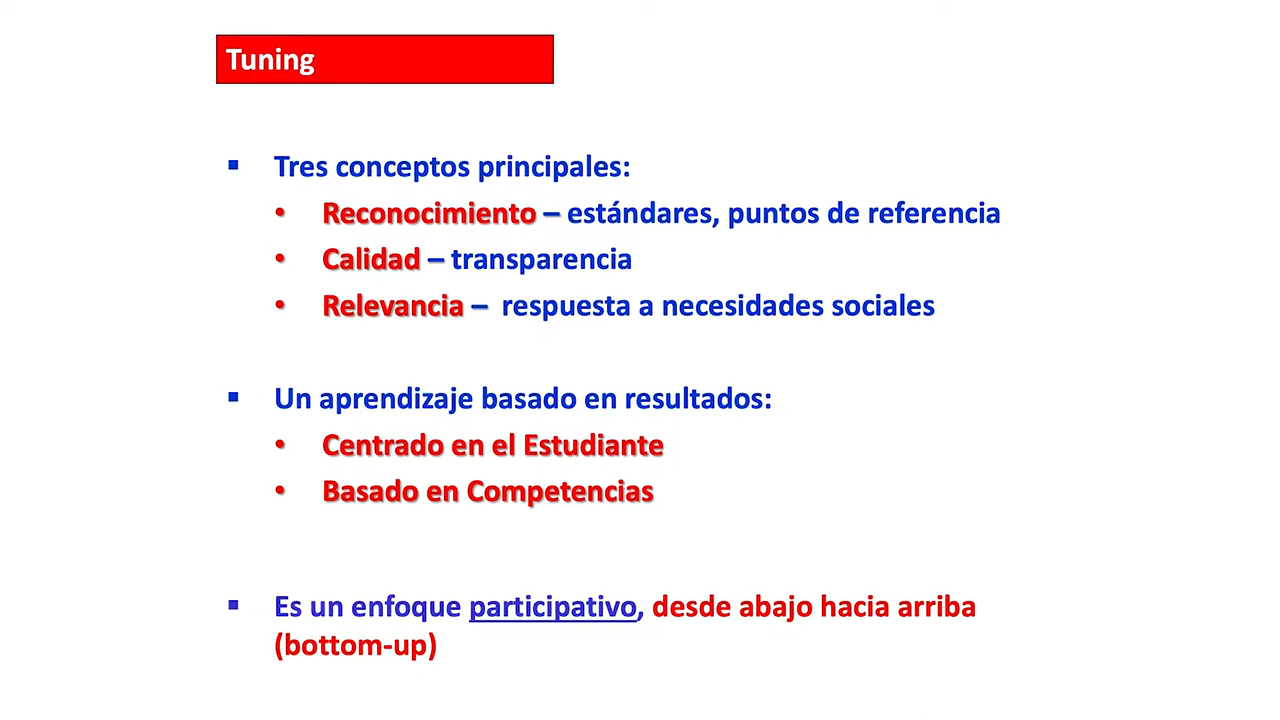 Tuning
▪ Tres conceptos principales:
• Reconocimiento – estándares, puntos de referencia
• Calidad – transparencia
• Relevancia – respuesta a necesidades sociales
▪ Un aprendizaje basado en resultados:
• Centrado en el Estudiante
• Basado en Competencias
▪ Es un enfoque participativo, desde abajo hacia arriba
(bottom-up)